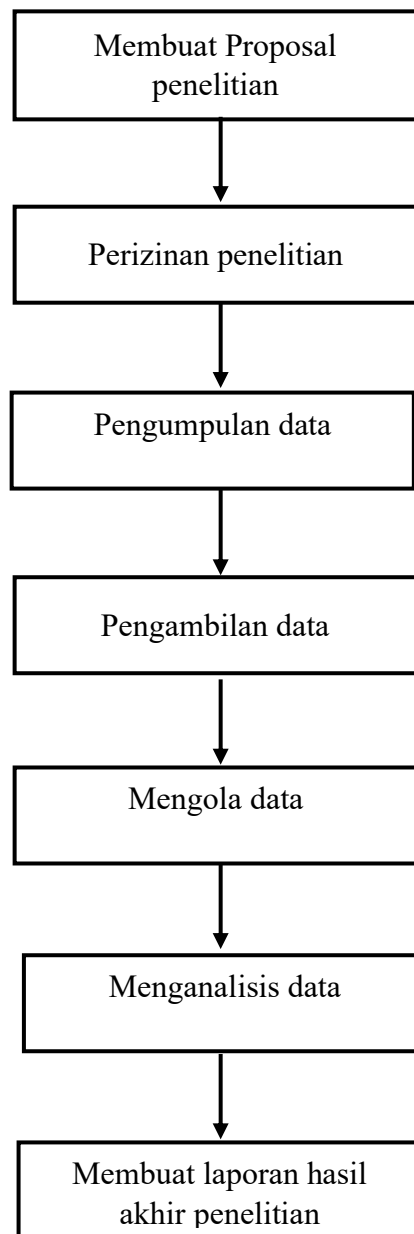 Membuat Proposal
penelitian
Perizinan penelitian
Pengumpulan data
Pengambilan data
Mengola data
Menganalisis data
Membuat laporan hasil
akhir penelitian